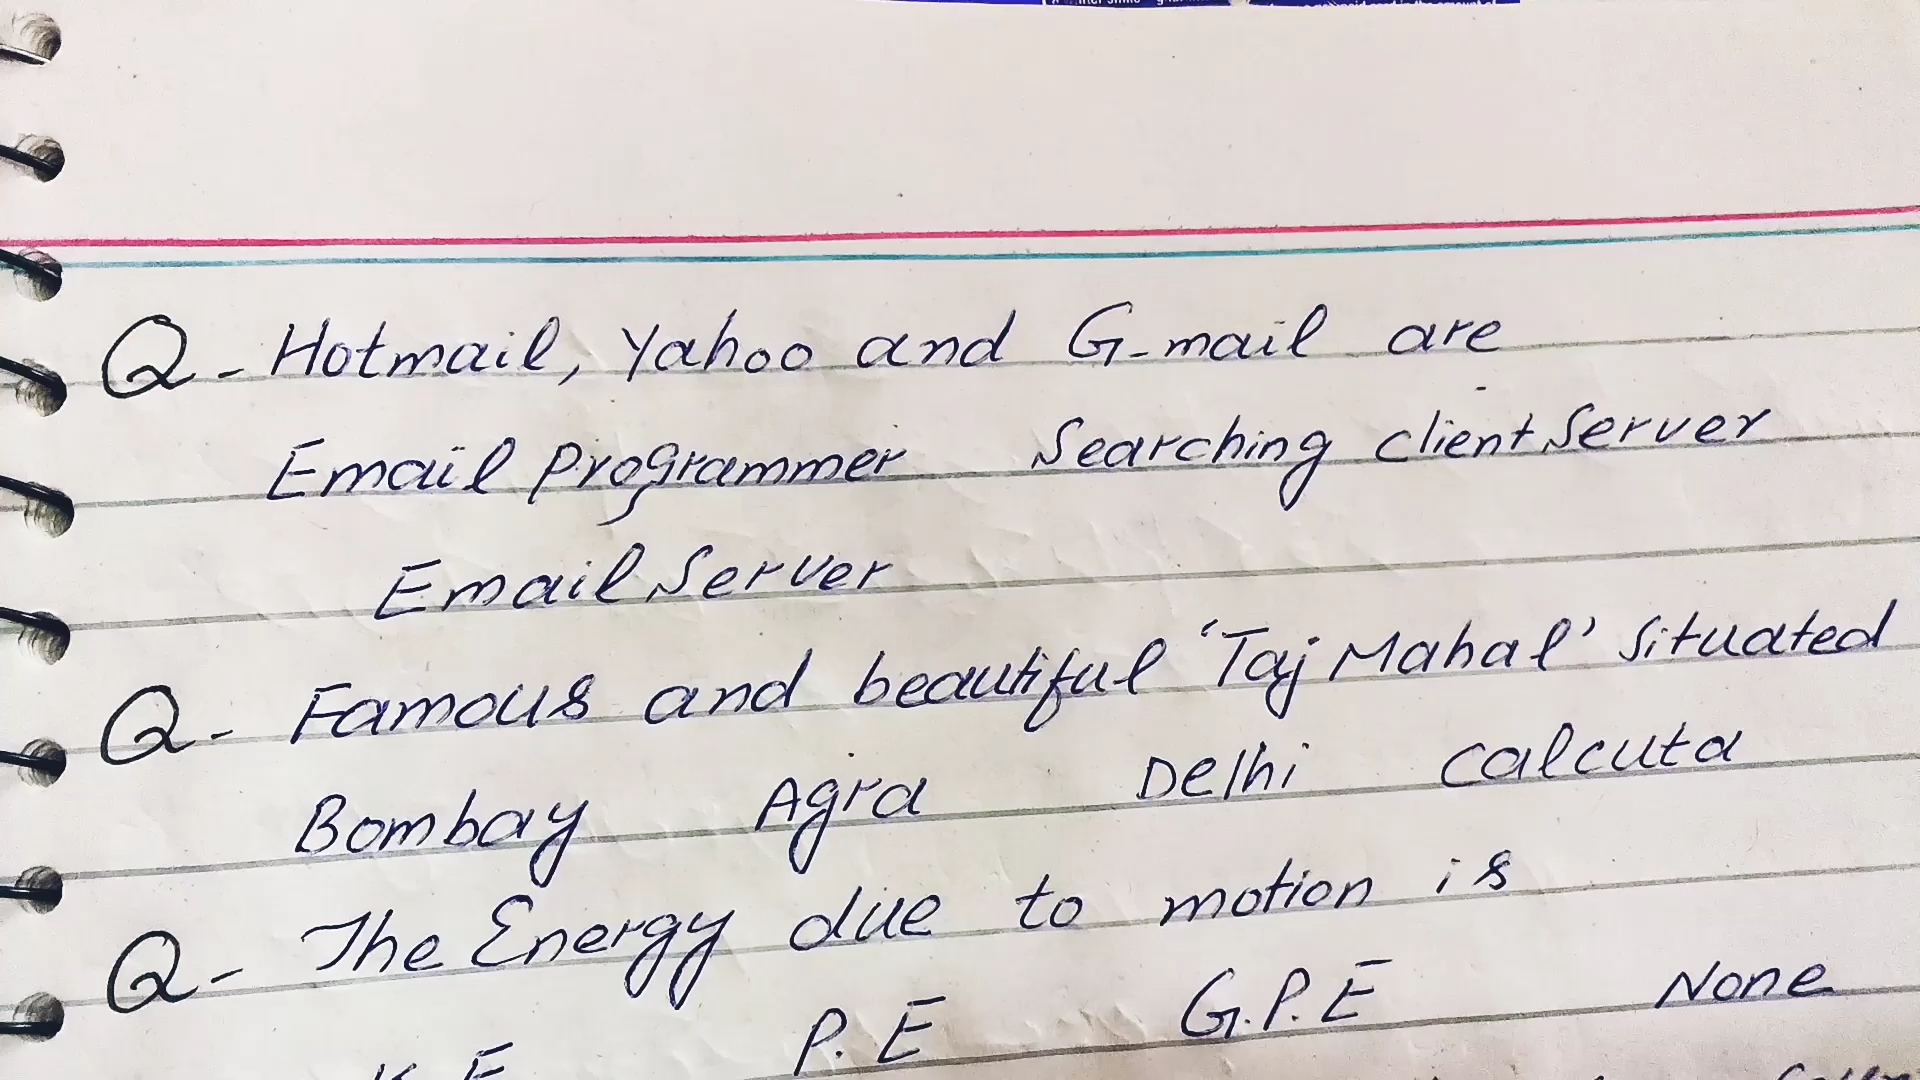 Q - Hotmail, Yahoo and G-mail are
Email Programmer Searching client Server
Email Server
Q - Famous and beautiful 'Taj Mahal' situated
Bombay Agra Delhi Calcuta
Q - The Energy due to motion is
K.E P.E G.P.E None